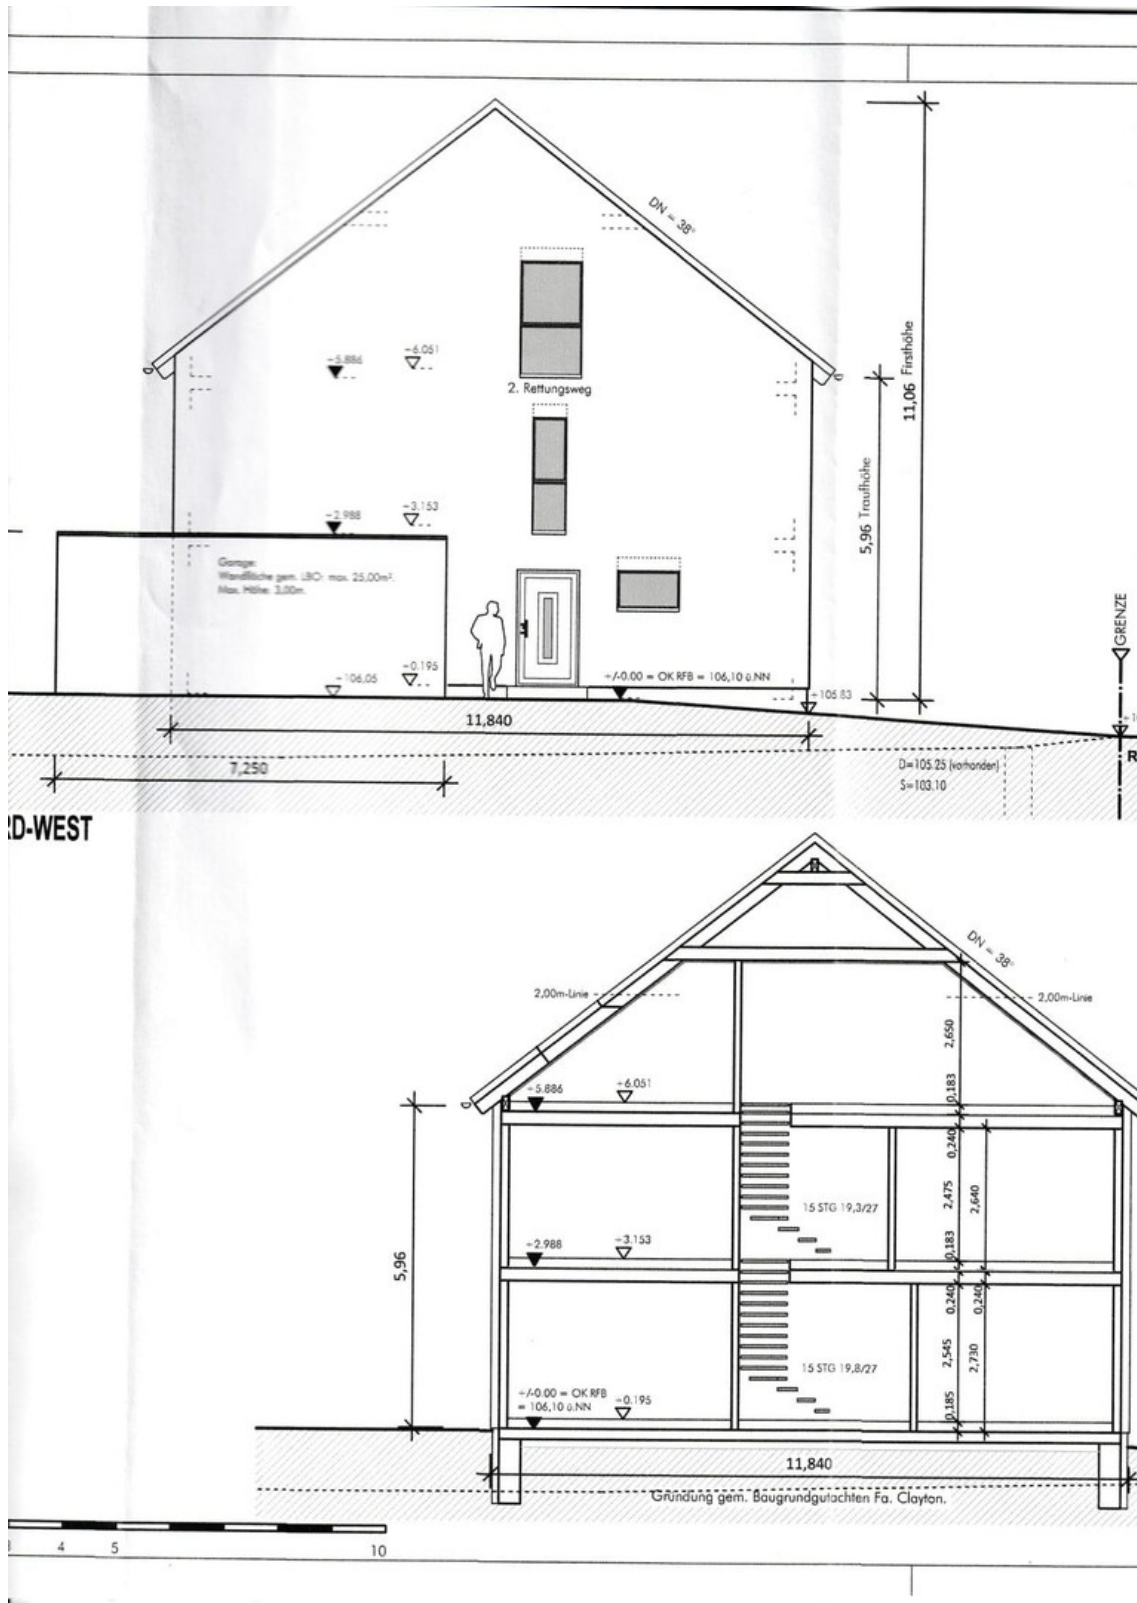 DN = 38°
11,06 Firsthöhe
-5.886
-6.051
2. Rettungsweg
5,96 Traufhöhe
-2.988
-3.153
Garage:
Wandfläche gem. LBO: max. 25,00m².
Max. Höhe: 3,00m.
GRENZE
+106,05
-0.195
+/-0.00 = OK RFB = 106,10 ü.NN
+105.83
11,840
7,250
D=105.25 (vorhanden)
S=103.10
RD-WEST
DN = 38°
2,00m-Linie
2,00m-Linie
2,650
0,183
-5.886
-6.051
0,240
2,475
2,640
15 STG 19,3/27
0,183
-2.988
-3.153
5,96
0,240
0,240
2,545
2,730
15 STG 19,8/27
+/-0.00 = OK RFB
= 106,10 ü.NN
-0.195
0,185
11,840
Gründung gem. Baugrundgutachten Fa. Clayton.
4 5 10